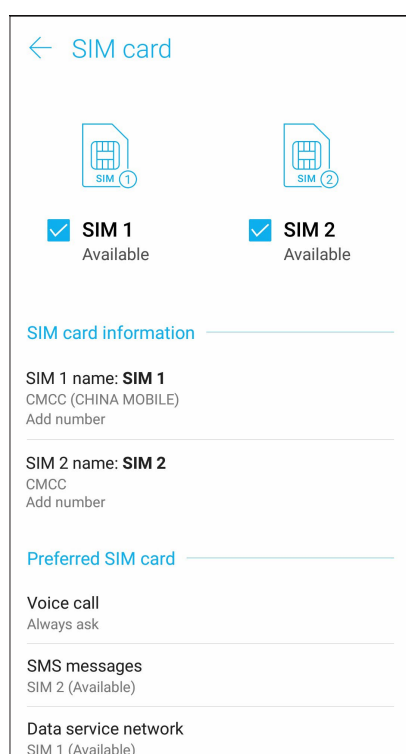 SIM card
SIM 1
SIM 2
SIM 1
SIM 2
Available
Available
SIM card information
SIM 1 name: SIM 1
CMCC (CHINA MOBILE)
Add number
SIM 2 name: SIM 2
CMCC
Add number
Preferred SIM card
Voice call
Always ask
SMS messages
SIM 2 (Available)
Data service network
SIM 1 (Available)